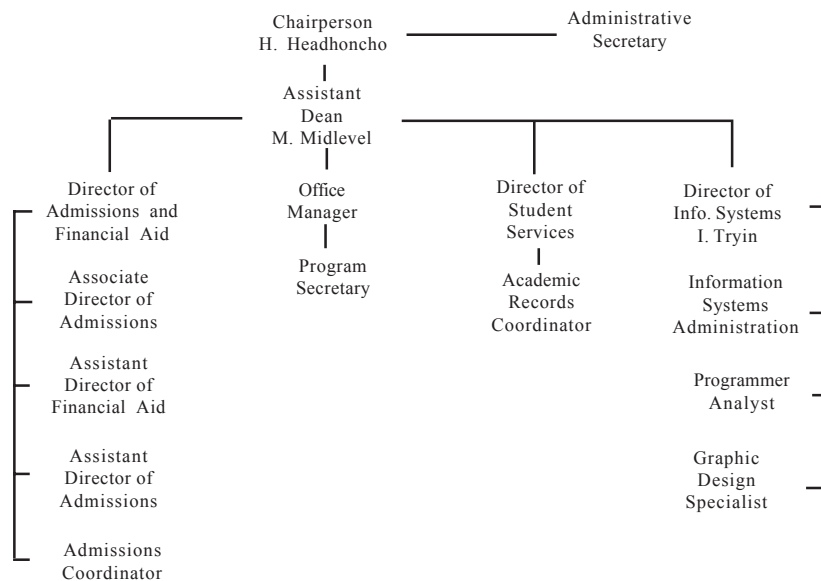 Chairperson
H. Headhoncho
Administrative
Secretary
Assistant
Dean
M. Midlevel
Director of
Admissions and
Financial Aid
Office
Manager
Director of
Student
Services
Director of
Info. Systems
I. Tryin
Associate
Director of
Admissions
Program
Secretary
Academic
Records
Coordinator
Information
Systems
Administration
Assistant
Director of
Financial Aid
Programmer
Analyst
Assistant
Director of
Admissions
Graphic
Design
Specialist
Admissions
Coordinator